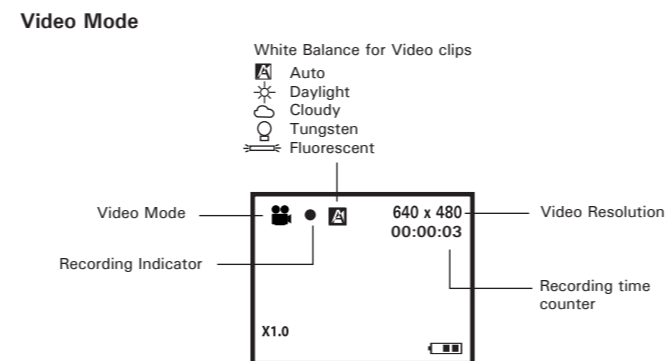 Video Mode
White Balance for Video clips
Auto
Daylight
Cloudy
Tungsten
Fluorescent
Video Mode
640 x 480
Video Resolution
00:00:03
Recording Indicator
Recording time
counter
X1.0